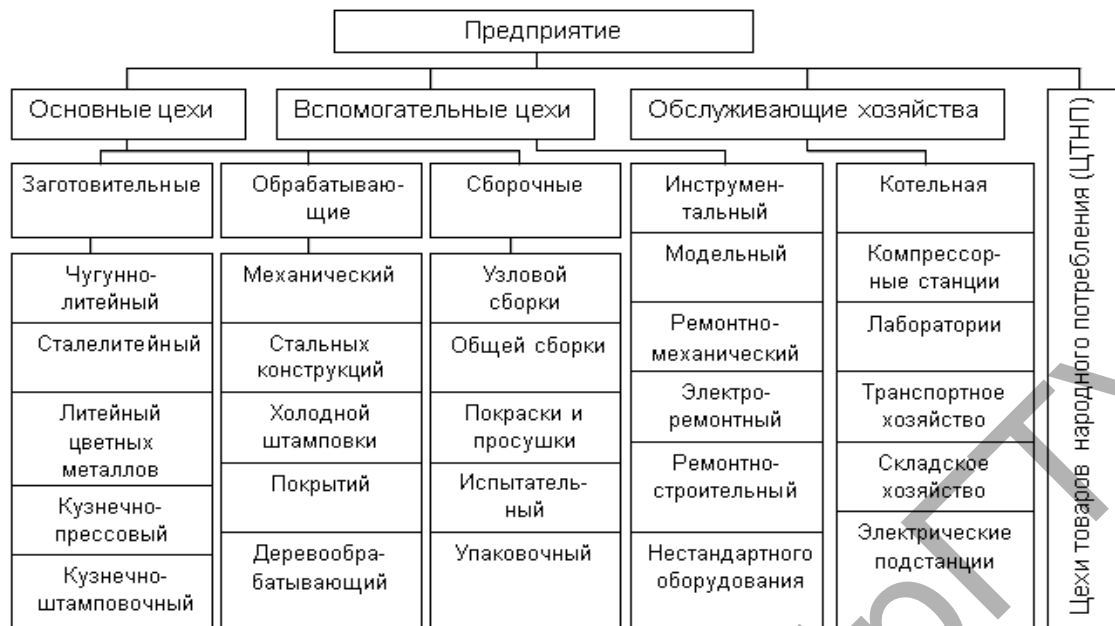 Предприятие
Основные цехи
Вспомогательные цехи
Обслуживающие хозяйства
Цехи товаров народного потребления (ЦТНП)
Заготовительные
Чугунно-
литейный
Сталелитейный
Литейный
цветных
металлов
Кузнечно-
прессовый
Кузнечно-
штамповочный
Обрабатываю-
щие
Механический
Стальных
конструкций
Холодной
штамповки
Покрытий
Деревообра-
батывающий
Сборочные
Узловой
сборки
Общей сборки
Покраски и
просушки
Испытатель-
ный
Упаковочный
Инструмен-
тальный
Модельный
Ремонтно-
механический
Электро-
ремонтный
Ремонтно-
строительный
Нестандартного
оборудования
Котельная
Компрессор-
ные станции
Лаборатории
Транспортное
хозяйство
Складское
хозяйство
Электрические
подстанции